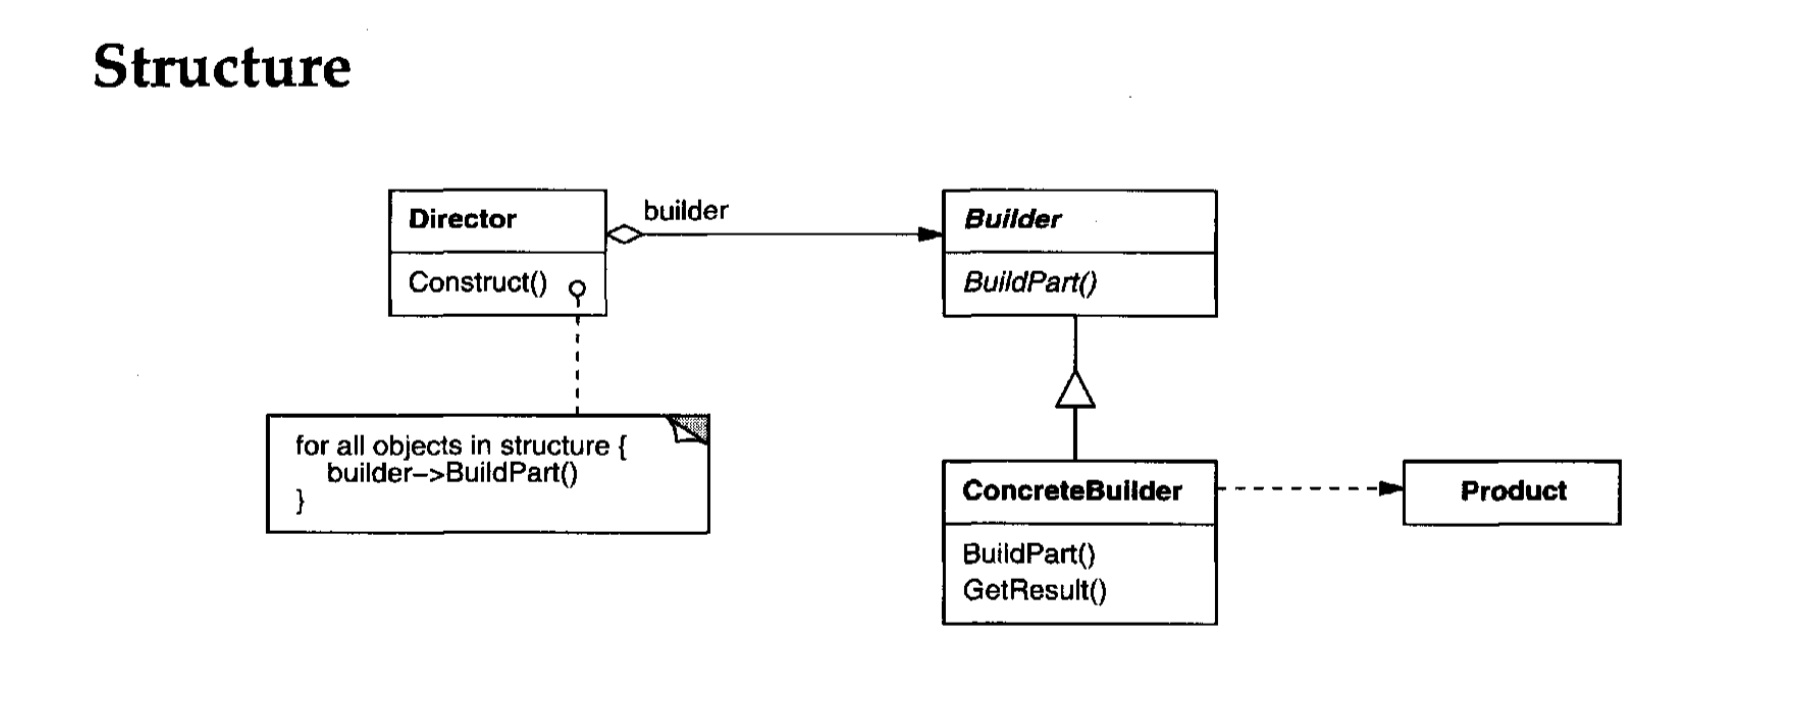 Structure
Director
builder
Builder
Construct()
BuildPart()
for all objects in structure {
builder–>BuildPart()
}
ConcreteBuilder
Product
BuildPart()
GetResult()